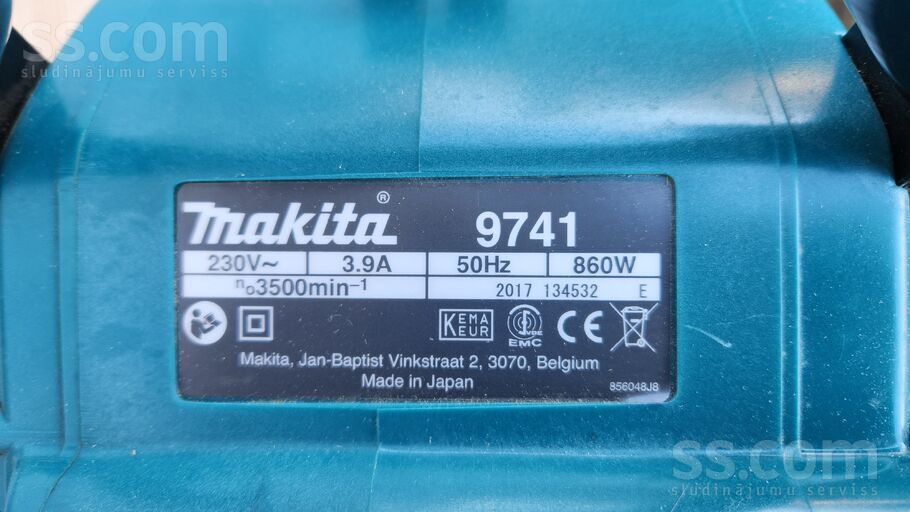 ss.com
sludinājumu serviss
makita® 9741
230V~ 3.9A 50Hz 860W
n₀3500min⁻¹ 2017 134532 E
KEMA
KEUR
VDE
EMC
CE
Makita, Jan-Baptist Vinkstraat 2, 3070, Belgium
Made in Japan
856048J8
ss.com
sludinājumu serviss